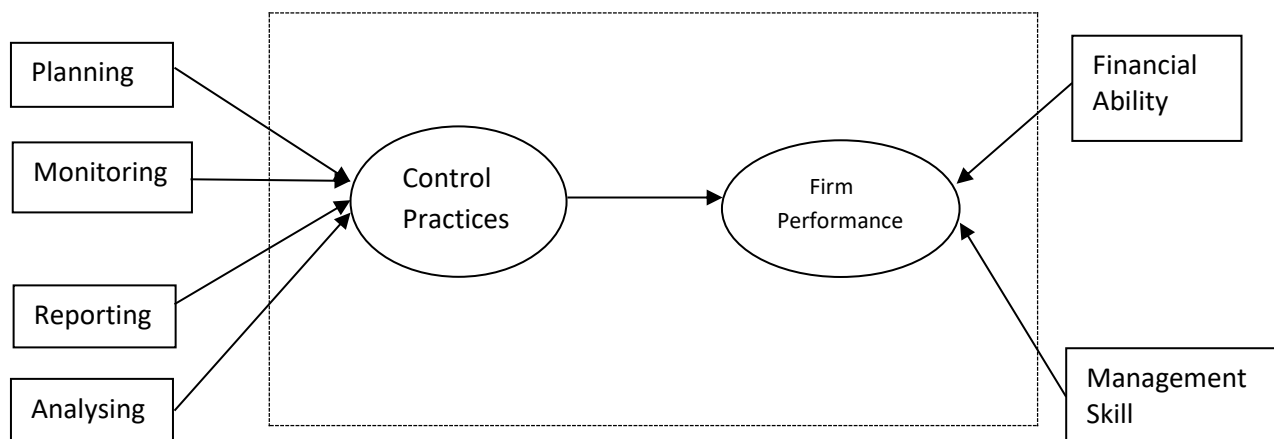 Planning
Monitoring
Reporting
Analysing
Control
Practices
Firm
Performance
Financial
Ability
Management
Skill